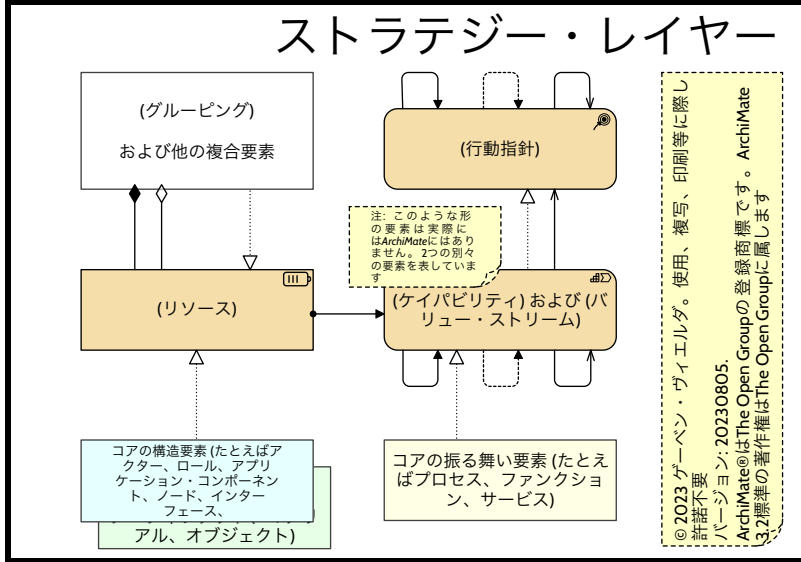 ストラテジー・レイヤー
(グルーピング)
および他の複合要素
(行動指針)
注: このような形
の要素は実際に
はArchiMateにはあり
ません。 2つの別々
の要素を表していま
す
(リソース)
(ケイパビリティ) および (バ
リュー・ストリーム)
コアの構造要素 (たとえばア
クター、ロール、アプリ
ケーション・コンポーネン
ト、ノード、インター
フェース、
アル、オブジェクト)
コアの振る舞い要素 (たとえ
ばプロセス、ファンクショ
ン、サービス)
© 2023 ゲーベン・ヴィエルダ。使用、複写、印刷等に際し
許諾不要
バージョン: 20230805.
ArchiMate®はThe Open Groupの登録商標です。ArchiMate
3.2標準の著作権はThe Open Groupに属します